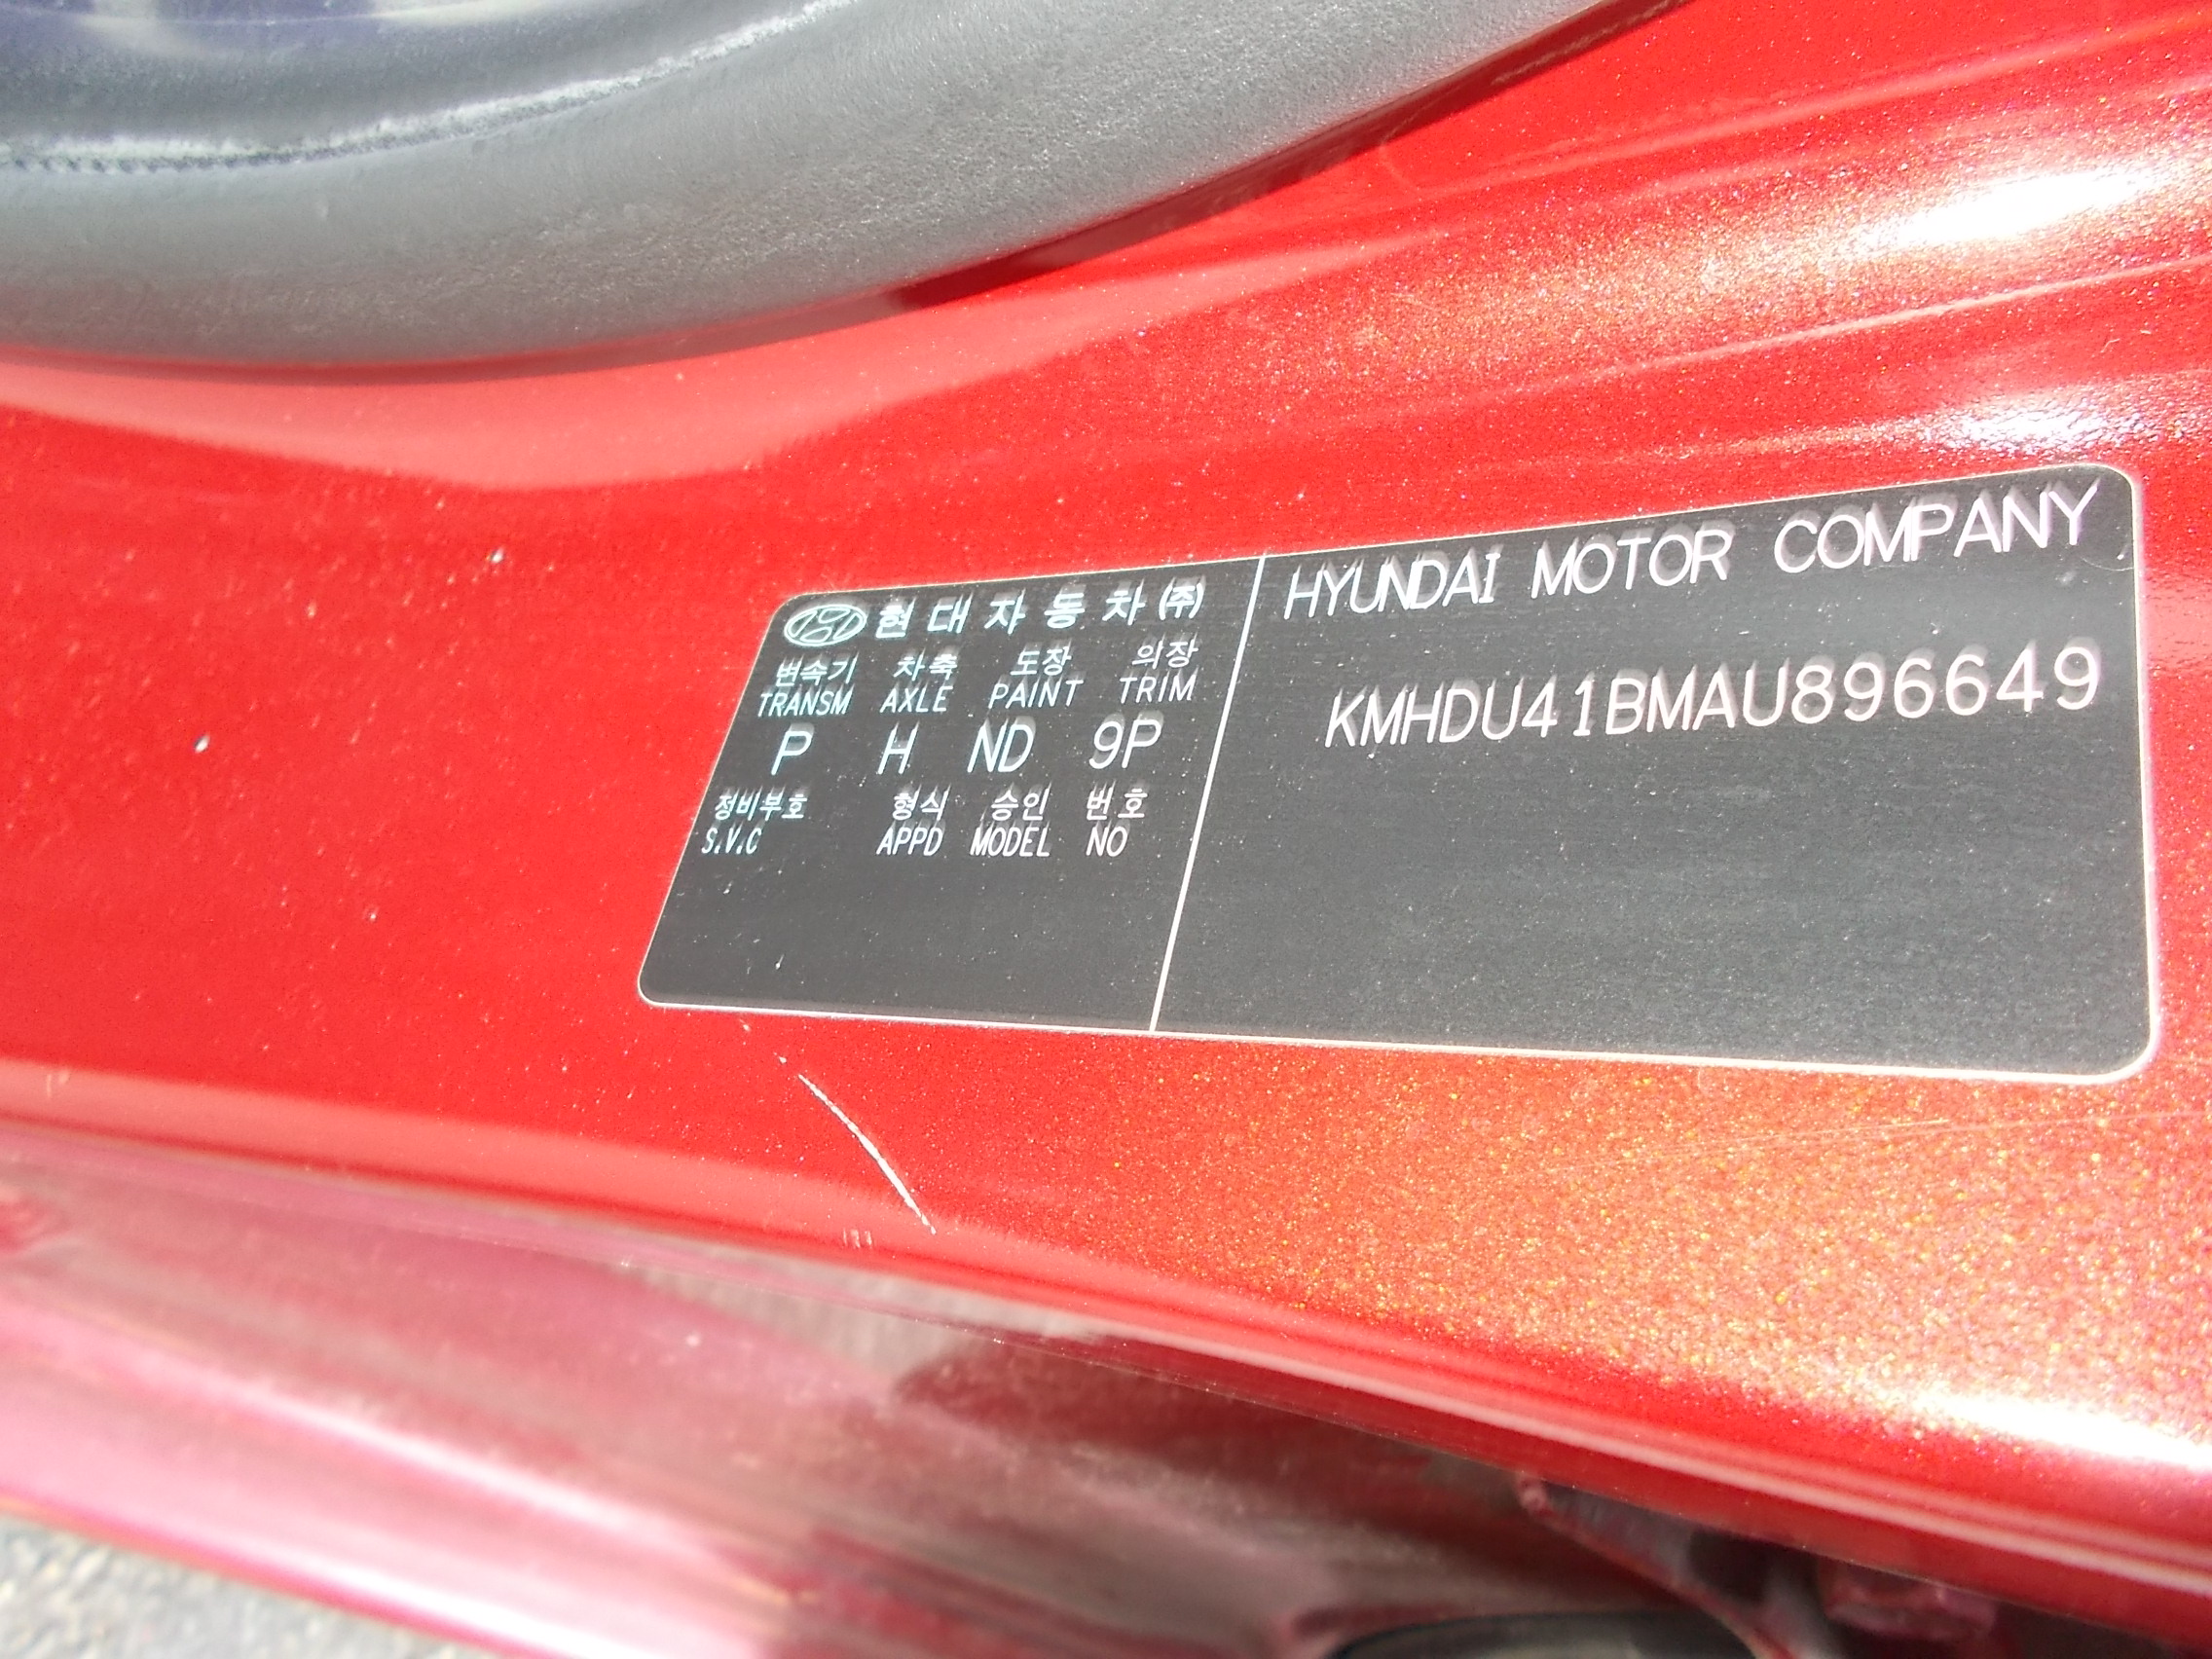 현대자동차(주)
변속기 차축 도장 의장
TRANSM AXLE PAINT TRIM
P H ND 9P
정비부호 형식 승인 번호
S.V.C APPD MODEL NO
HYUNDAI MOTOR COMPANY
KMHDU41BMAU896649